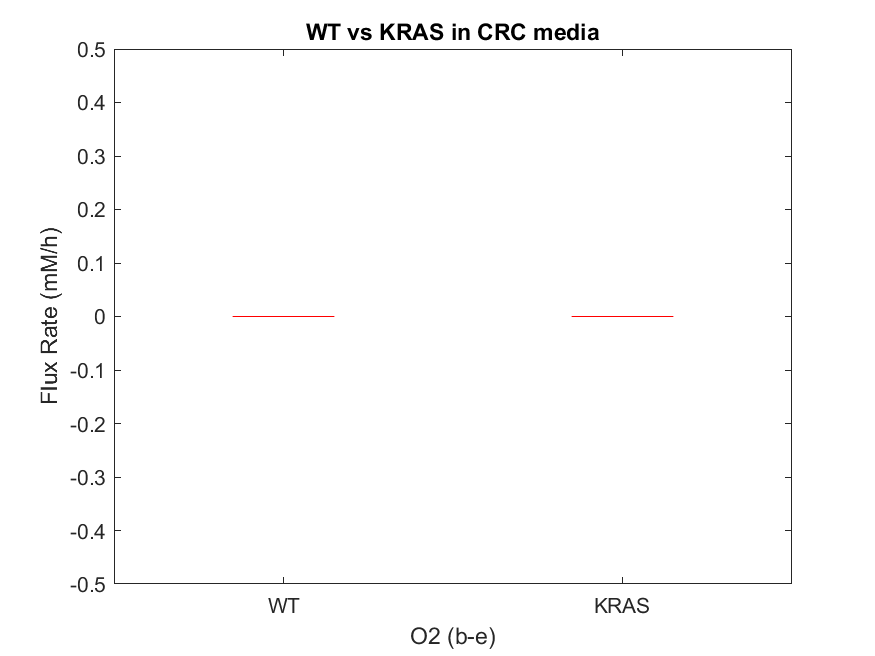 WT vs KRAS in CRC media
0.5
0.4
0.3
0.2
0.1
0
-0.1
-0.2
-0.3
-0.4
-0.5
Flux Rate (mM/h)
WT KRAS
O2 (b-e)